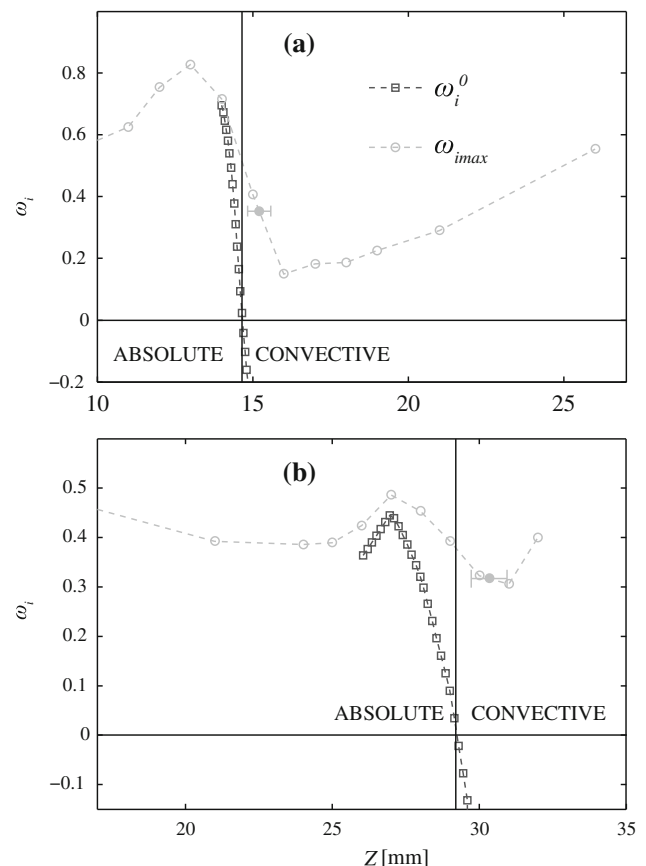 (a)
0.8
0.6
0.4
0.2
0
−0.2
ω_i
ω_i^0
ω_imax
ABSOLUTE CONVECTIVE
10 15 20 25
(b)
0.5
0.4
0.3
0.2
0.1
0
−0.1
ω_i
ABSOLUTE CONVECTIVE
20 25 30 35
Z [mm]